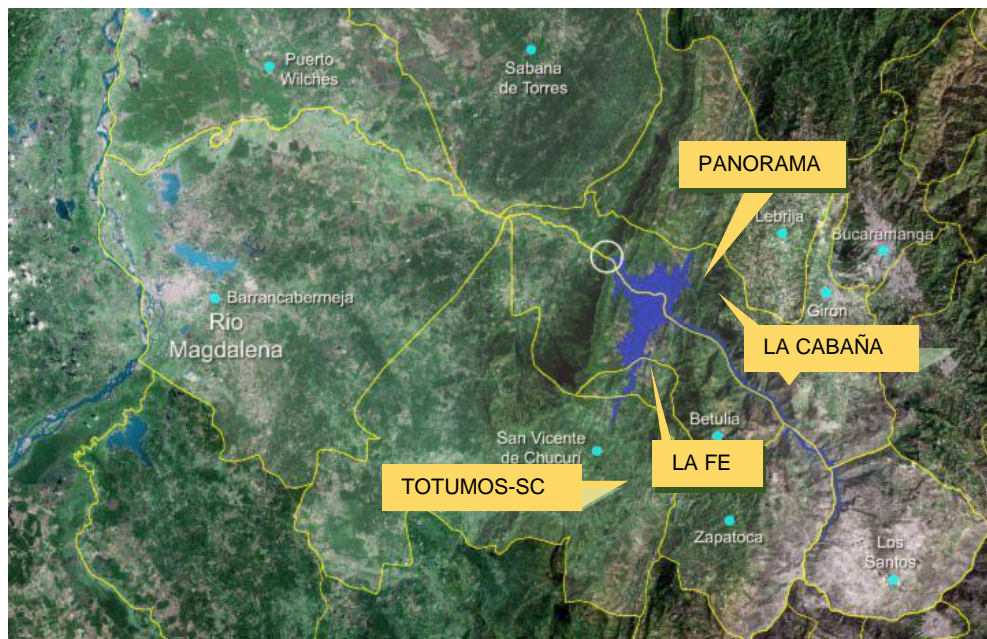 Puerto
Wilches
Sabana
de Torres
PANORAMA
Lebrija
Bucaramanga
Barrancabermeja
Girón
Rio
Magdalena
LA CABAÑA
Betulia
San Vicente
de Chucurí
LA FE
TOTUMOS-SC
Zapatoca
Los
Santos